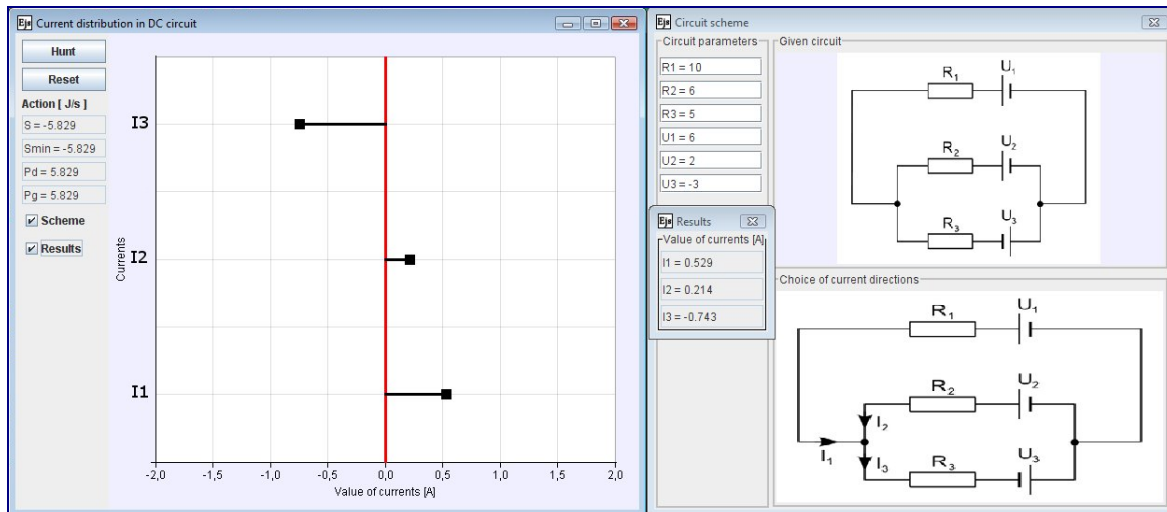 Ejs Current distribution in DC circuit
Hunt
Reset
Action [ J/s ]
S = -5.829
Smin = -5.829
Pd = 5.829
Pg = 5.829
Scheme
Results
Currents
I3
I2
I1
-2,0 -1,5 -1,0 -0,5 0,0 0,5 1,0 1,5 2,0
Value of currents [A]
Ejs Circuit scheme
Circuit parameters
R1 = 10
R2 = 6
R3 = 5
U1 = 6
U2 = 2
U3 = -3
Ejs Results
Value of currents [A]
I1 = 0.529
I2 = 0.214
I3 = -0.743
Given circuit
R1 U1
R2 U2
R3 U3
Choice of current directions
R1 U1
R2 U2
I2
I1
I3 R3 U3